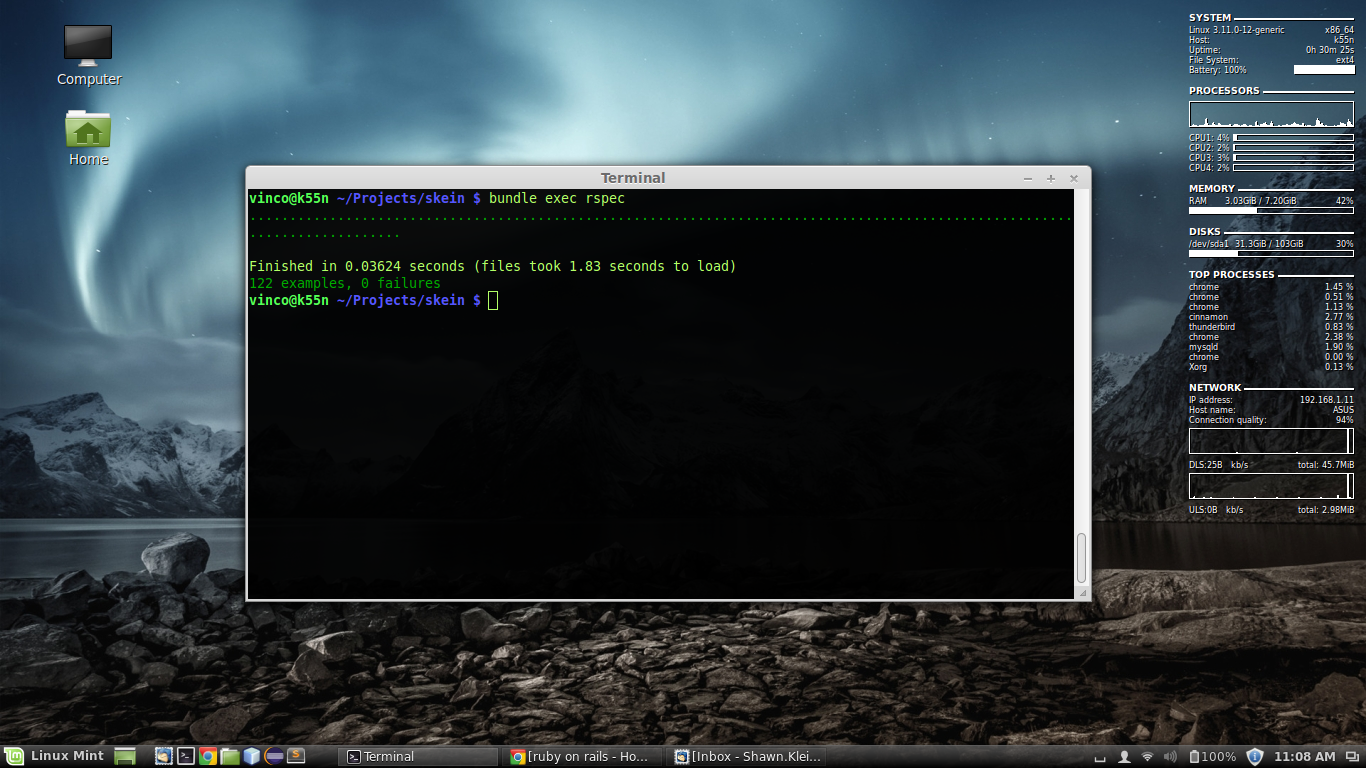 Computer
Home
Terminal
vinco@k55n ~/Projects/skein $ bundle exec rspec
......................................................................................................
...................
Finished in 0.03624 seconds (files took 1.83 seconds to load)
122 examples, 0 failures
vinco@k55n ~/Projects/skein $
SYSTEM
Linux 3.11.0-12-generic x86_64
Host: k55n
Uptime: 0h 30m 25s
File System: ext4
Battery: 100%
PROCESSORS
CPU1: 4%
CPU2: 2%
CPU3: 3%
CPU4: 2%
MEMORY
RAM 3.03GiB / 7.20GiB 42%
DISKS
/dev/sda1 31.3GiB / 103GiB 30%
TOP PROCESSES
chrome 1.45 %
chrome 0.51 %
chrome 1.13 %
cinnamon 2.77 %
thunderbird 0.83 %
chrome 2.38 %
mysqld 1.90 %
chrome 0.00 %
Xorg 0.13 %
NETWORK
IP address: 192.168.1.11
Host name: ASUS
Connection quality: 94%
DLS:25B kb/s total: 45.7MiB
ULS:0B kb/s total: 2.98MiB
Linux Mint
Terminal
[ruby on rails - Ho...
[Inbox - Shawn.Klei...
100%
11:08 AM